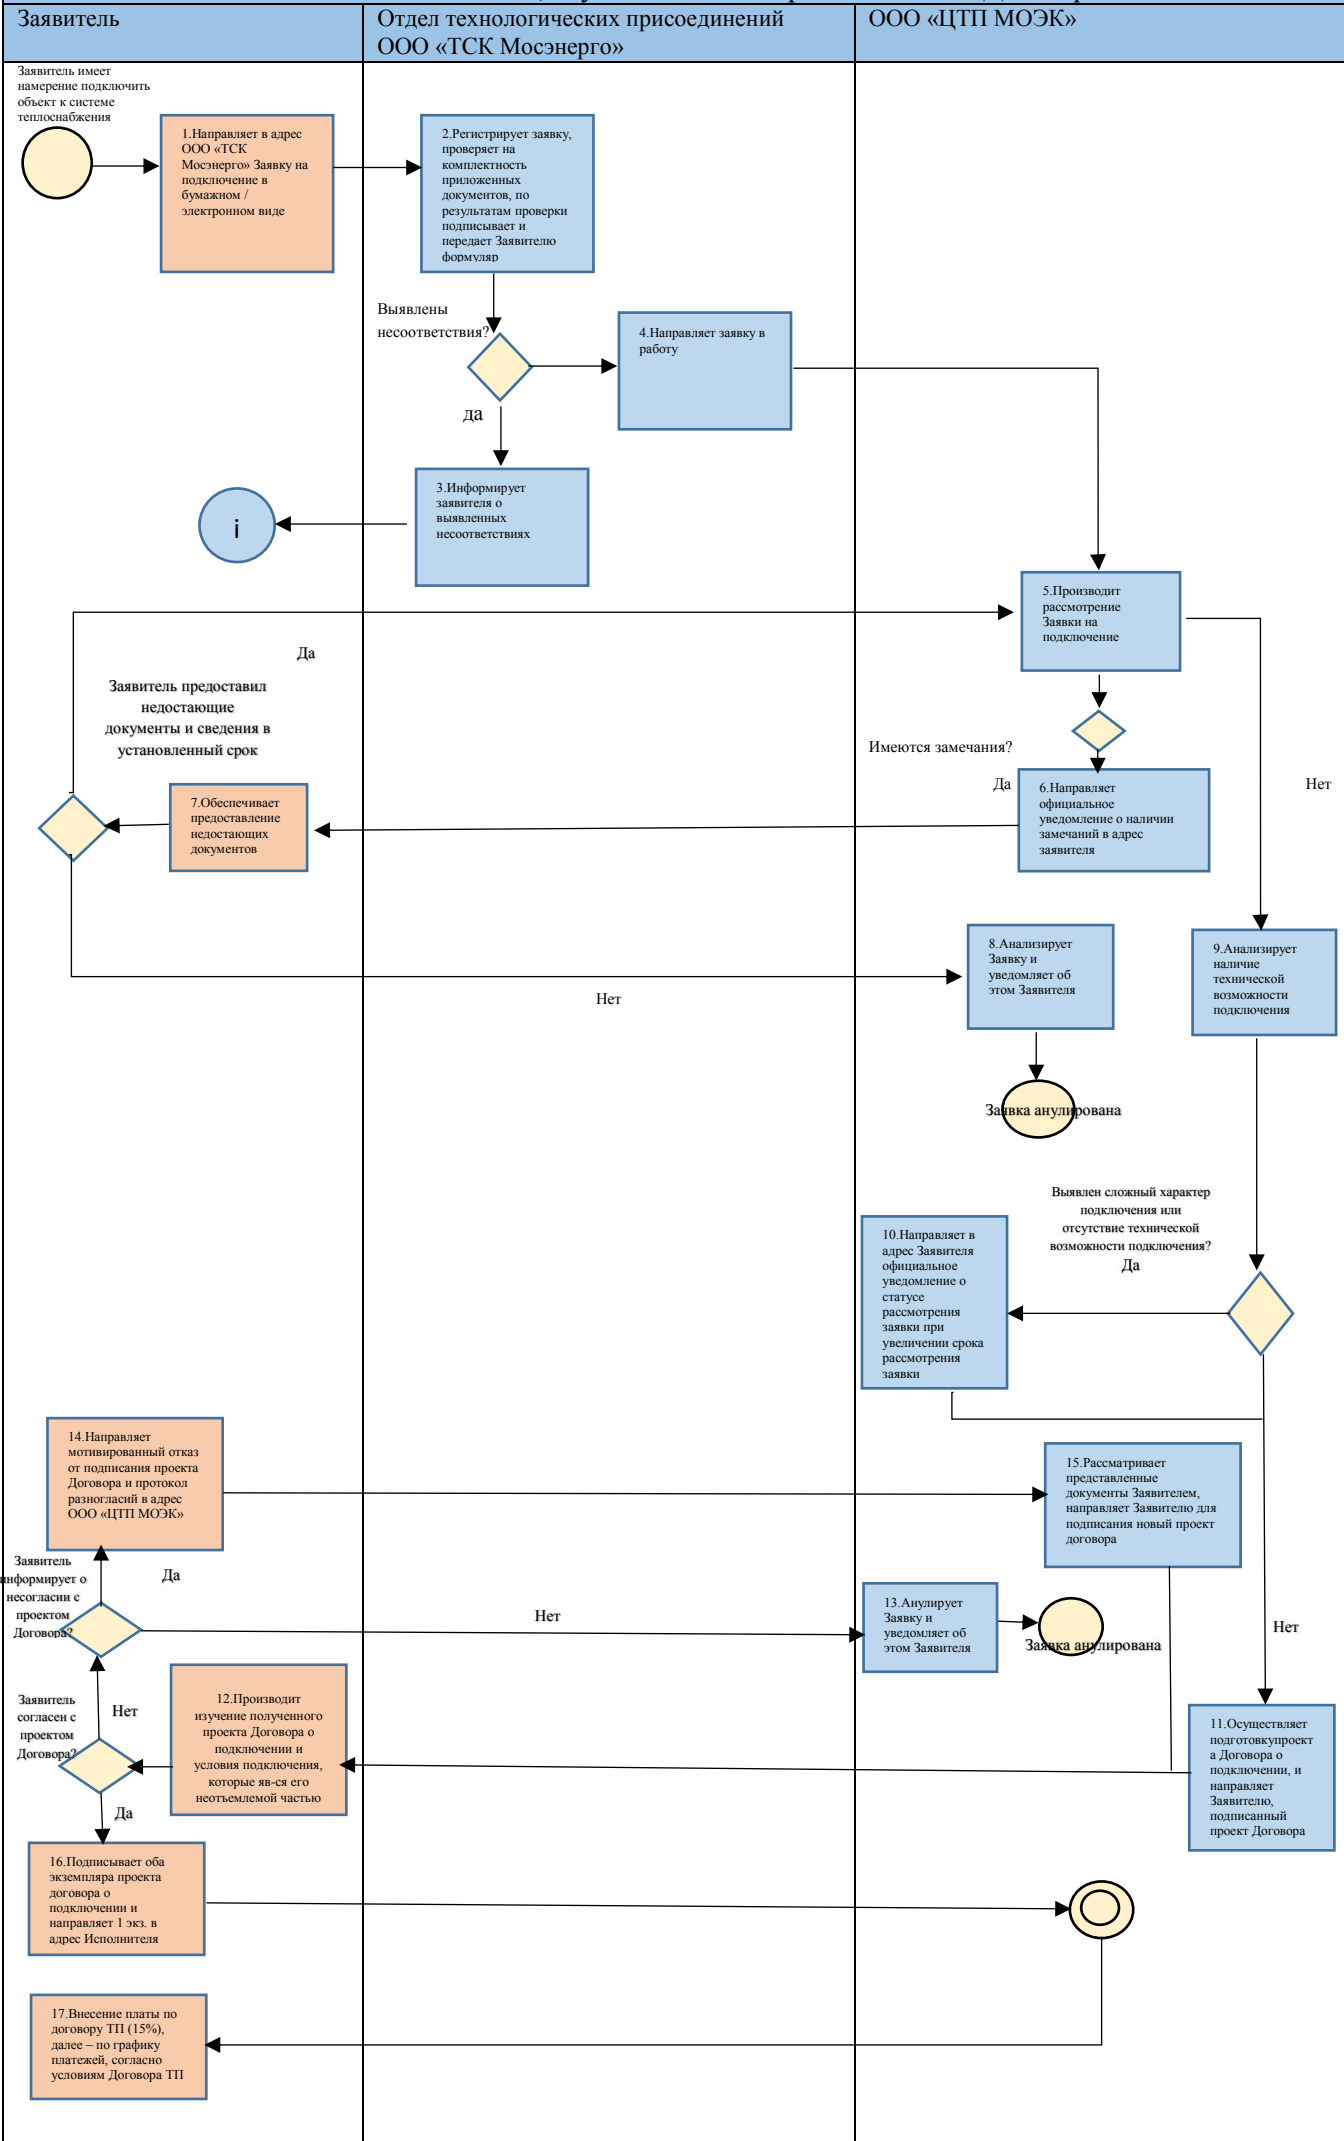 Заявитель
Отдел технологических присоединений
ООО «ТСК Мосэнерго»
ООО «ЦТП МОЭК»
Заявитель имеет
намерение подключить
объект к системе
теплоснабжения
1.Направляет в адрес
ООО «ТСК
Мосэнерго» Заявку на
подключение в
бумажном /
электронном виде
2.Регистрирует заявку,
проверяет на
комплектность
приложенных
документов, по
результатам проверки
подписывает и
передает Заявителю
формуляр
Выявлены
несоответствия?
4.Направляет заявку в
работу
да
3.Информирует
заявителя о
выявленных
несоответствиях
i
5.Производит
рассмотрение
Заявки на
подключение
Да
Заявитель предоставил
недостающие
документы и сведения в
установленный срок
Имеются замечания?
Да
Нет
6.Направляет
официальное
уведомление о наличии
замечаний в адрес
заявителя
7.Обеспечивает
предоставление
недостающих
документов
8.Анализирует
Заявку и
уведомляет об
этом Заявителя
9.Анализирует
наличие
технической
возможности
подключения
Нет
Заявка анулирована
Выявлен сложный характер
подключения или
отсутствие технической
возможности подключения?
Да
10.Направляет в
адрес Заявителя
официальное
уведомление о
статусе
рассмотрения
заявки при
увеличении срока
рассмотрения
заявки
14.Направляет
мотивированный отказ
от подписания проекта
Договора и протокол
разногласий в адрес
ООО «ЦТП МОЭК»
15.Рассматривает
представленные
документы Заявителем,
направляет Заявителю для
подписания новый проект
договора
Заявитель
информирует о
несогласии с
проектом
Договора?
Да
Нет
13.Анулирует
Заявку и
уведомляет об
этом Заявителя
Заявка анулирована
Нет
Заявитель
согласен с
проектом
Договора?
Нет
12.Производит
изучение полученного
проекта Договора о
подключении и
условия подключения,
которые яв-ся его
неотъемлемой частью
11.Осуществляет
подготовкупроект
а Договора о
подключении, и
направляет
Заявителю,
подписанный
проект Договора
Да
16.Подписывает оба
экземпляра проекта
договора о
подключении и
направляет 1 экз. в
адрес Исполнителя
17.Внесение платы по
договору ТП (15%),
далее – по графику
платежей, согласно
условиям Договора ТП